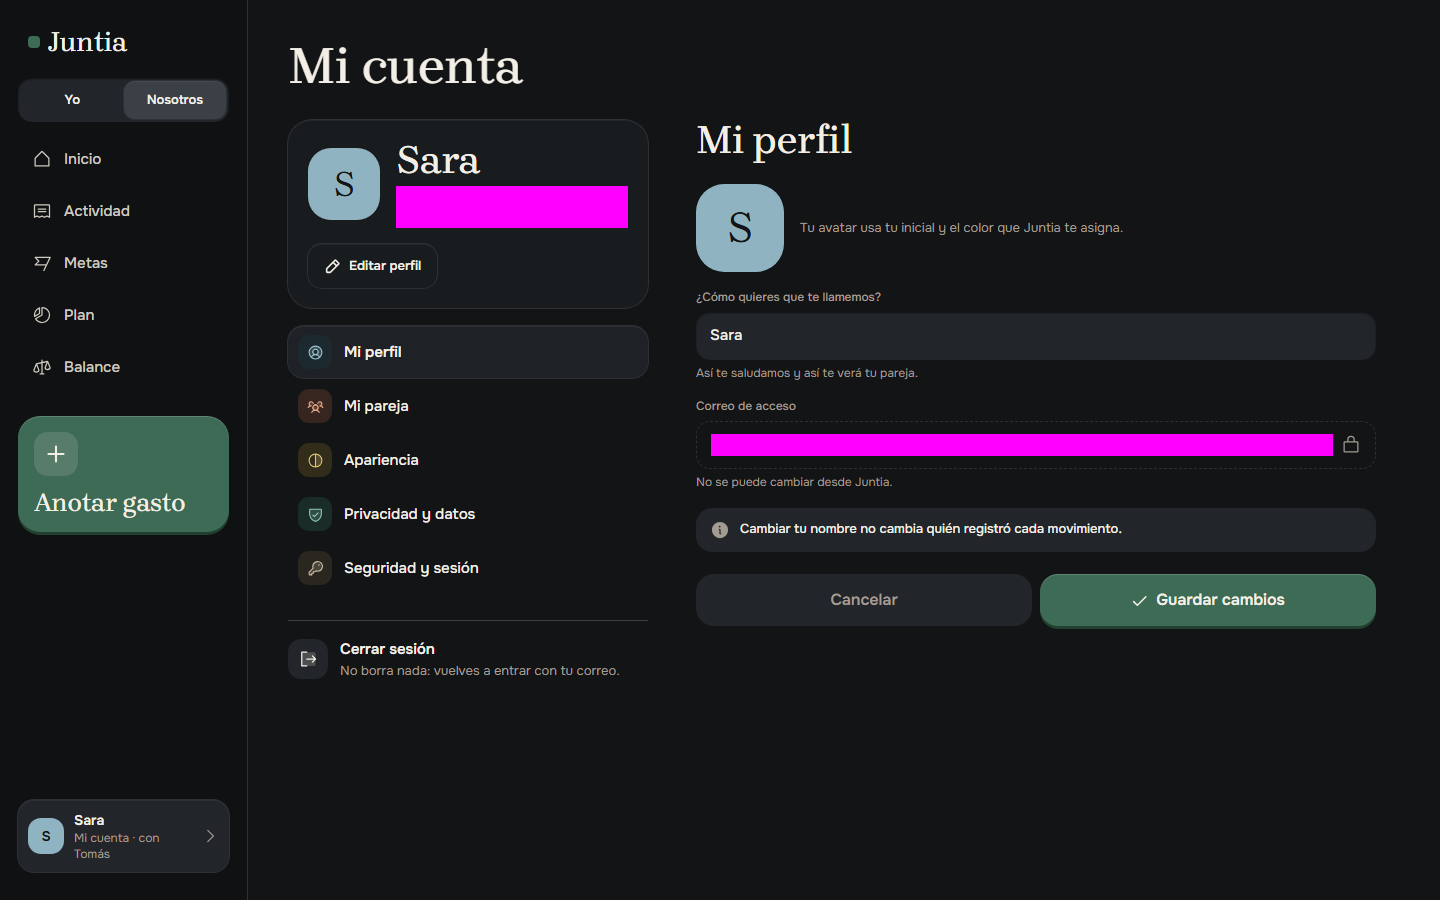 Juntia
Yo
Nosotros
Inicio
Actividad
Metas
Plan
Balance
Anotar gasto
S
Sara
Mi cuenta · con
Tomás
Mi cuenta
S
Sara
Editar perfil
Mi perfil
Mi pareja
Apariencia
Privacidad y datos
Seguridad y sesión
Cerrar sesión
No borra nada: vuelves a entrar con tu correo.
Mi perfil
S
Tu avatar usa tu inicial y el color que Juntia te asigna.
¿Cómo quieres que te llamemos?
Sara
Así te saludamos y así te verá tu pareja.
Correo de acceso
No se puede cambiar desde Juntia.
Cambiar tu nombre no cambia quién registró cada movimiento.
Cancelar
Guardar cambios